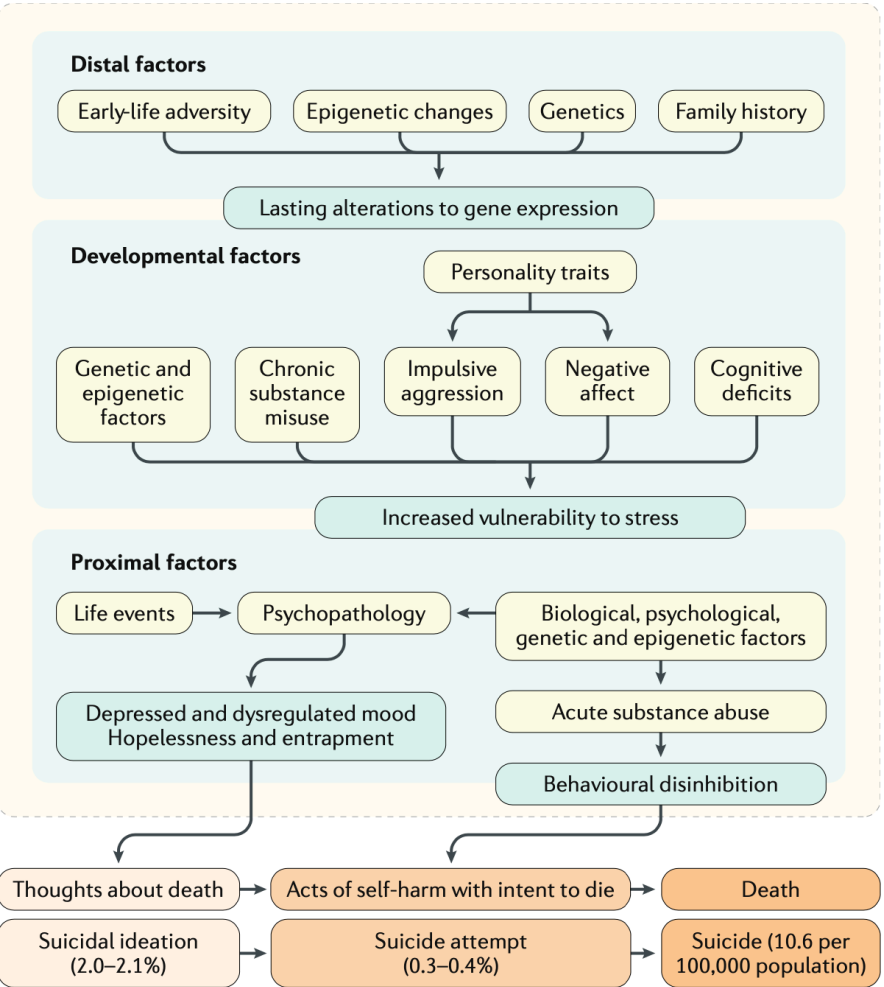 Distal factors
Early-life adversity
Epigenetic changes
Genetics
Family history
Lasting alterations to gene expression
Developmental factors
Personality traits
Genetic and
epigenetic
factors
Chronic
substance
misuse
Impulsive
aggression
Negative
affect
Cognitive
deficits
Increased vulnerability to stress
Proximal factors
Life events
Psychopathology
Biological, psychological,
genetic and epigenetic factors
Depressed and dysregulated mood
Hopelessness and entrapment
Acute substance abuse
Behavioural disinhibition
Thoughts about death
Acts of self-harm with intent to die
Death
Suicidal ideation
(2.0–2.1%)
Suicide attempt
(0.3–0.4%)
Suicide (10.6 per
100,000 population)